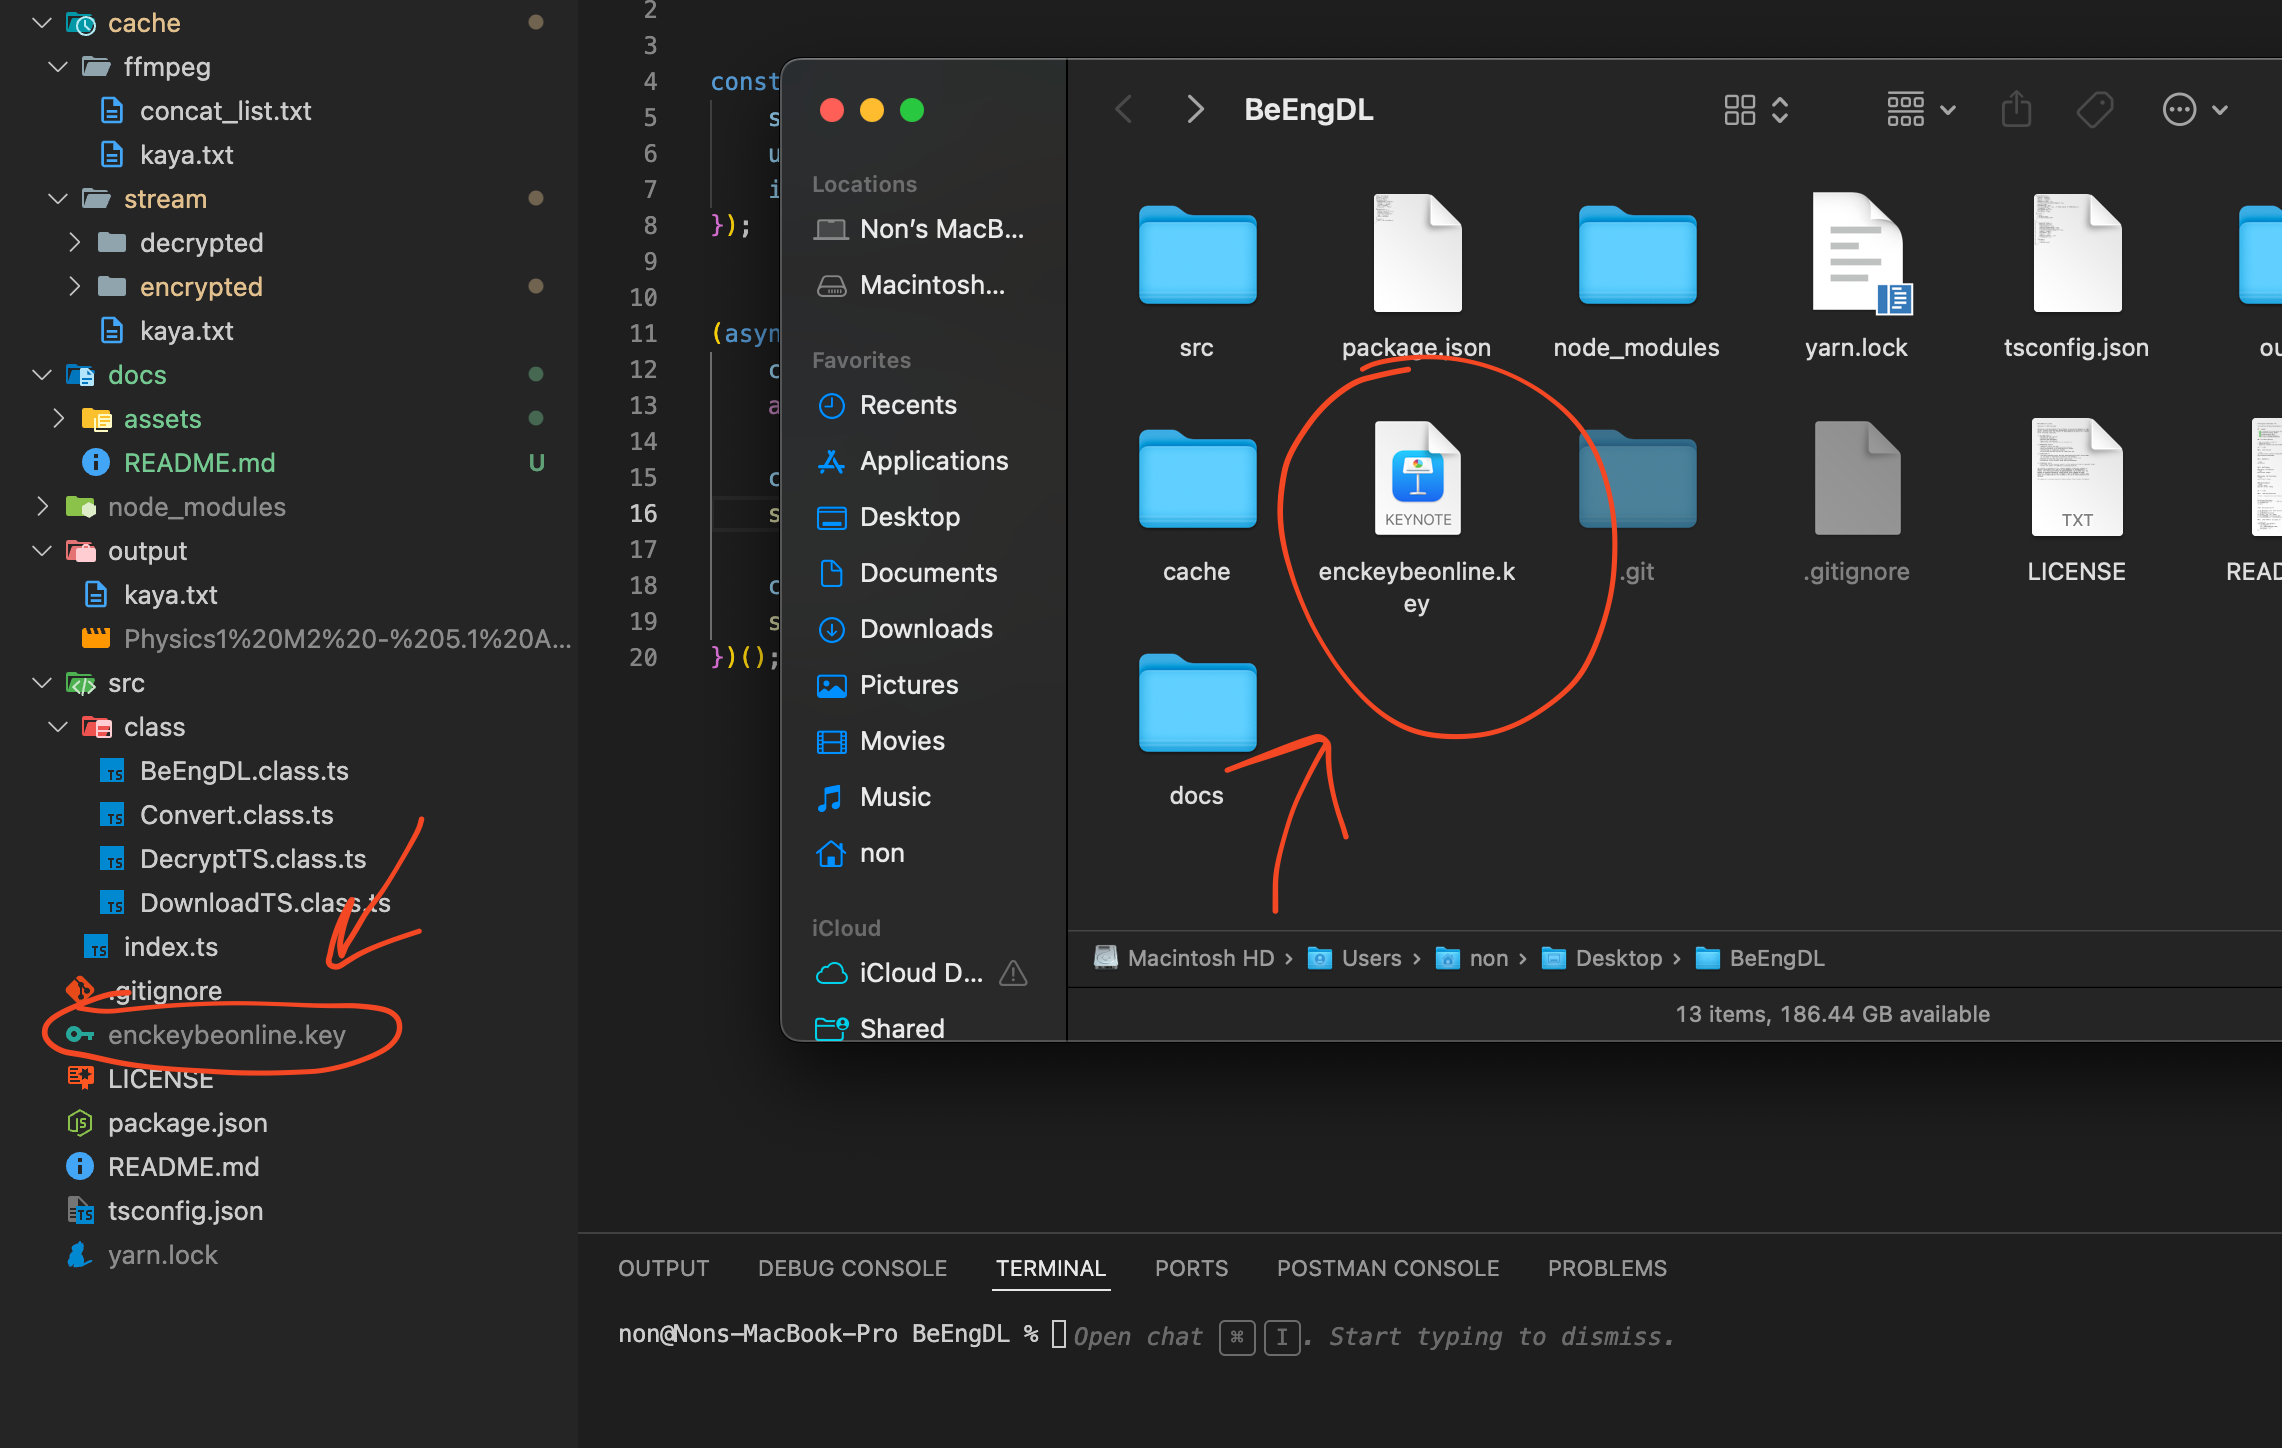 cache
ffmpeg
concat_list.txt
kaya.txt
stream
decrypted
encrypted
kaya.txt
docs
assets
README.md U
node_modules
output
kaya.txt
Physics1%20M2%20-%205.1%20A...
src
class
BeEngDL.class.ts
Convert.class.ts
DecryptTS.class.ts
DownloadTS.class.ts
index.ts
.gitignore
enckeybeonline.key
LICENSE
package.json
README.md
tsconfig.json
yarn.lock
2
3
4 const
5 s
6 u
7 i
8 });
9
10
11 (asyn
12 c
13 a
14
15 c
16 s
17
18 c
19 s
20 })();
Locations
Non's MacB...
Macintosh...
Favorites
Recents
Applications
Desktop
Documents
Downloads
Pictures
Movies
Music
non
iCloud
iCloud D...
Shared
BeEngDL
src package.json node_modules yarn.lock tsconfig.json ou
KEYNOTE TXT
cache enckeybeonline.k .git .gitignore LICENSE READ
ey
docs
Macintosh HD › Users › non › Desktop › BeEngDL
13 items, 186.44 GB available
OUTPUT DEBUG CONSOLE TERMINAL PORTS POSTMAN CONSOLE PROBLEMS
non@Nons-MacBook-Pro BeEngDL % Open chat ⌘ I. Start typing to dismiss.